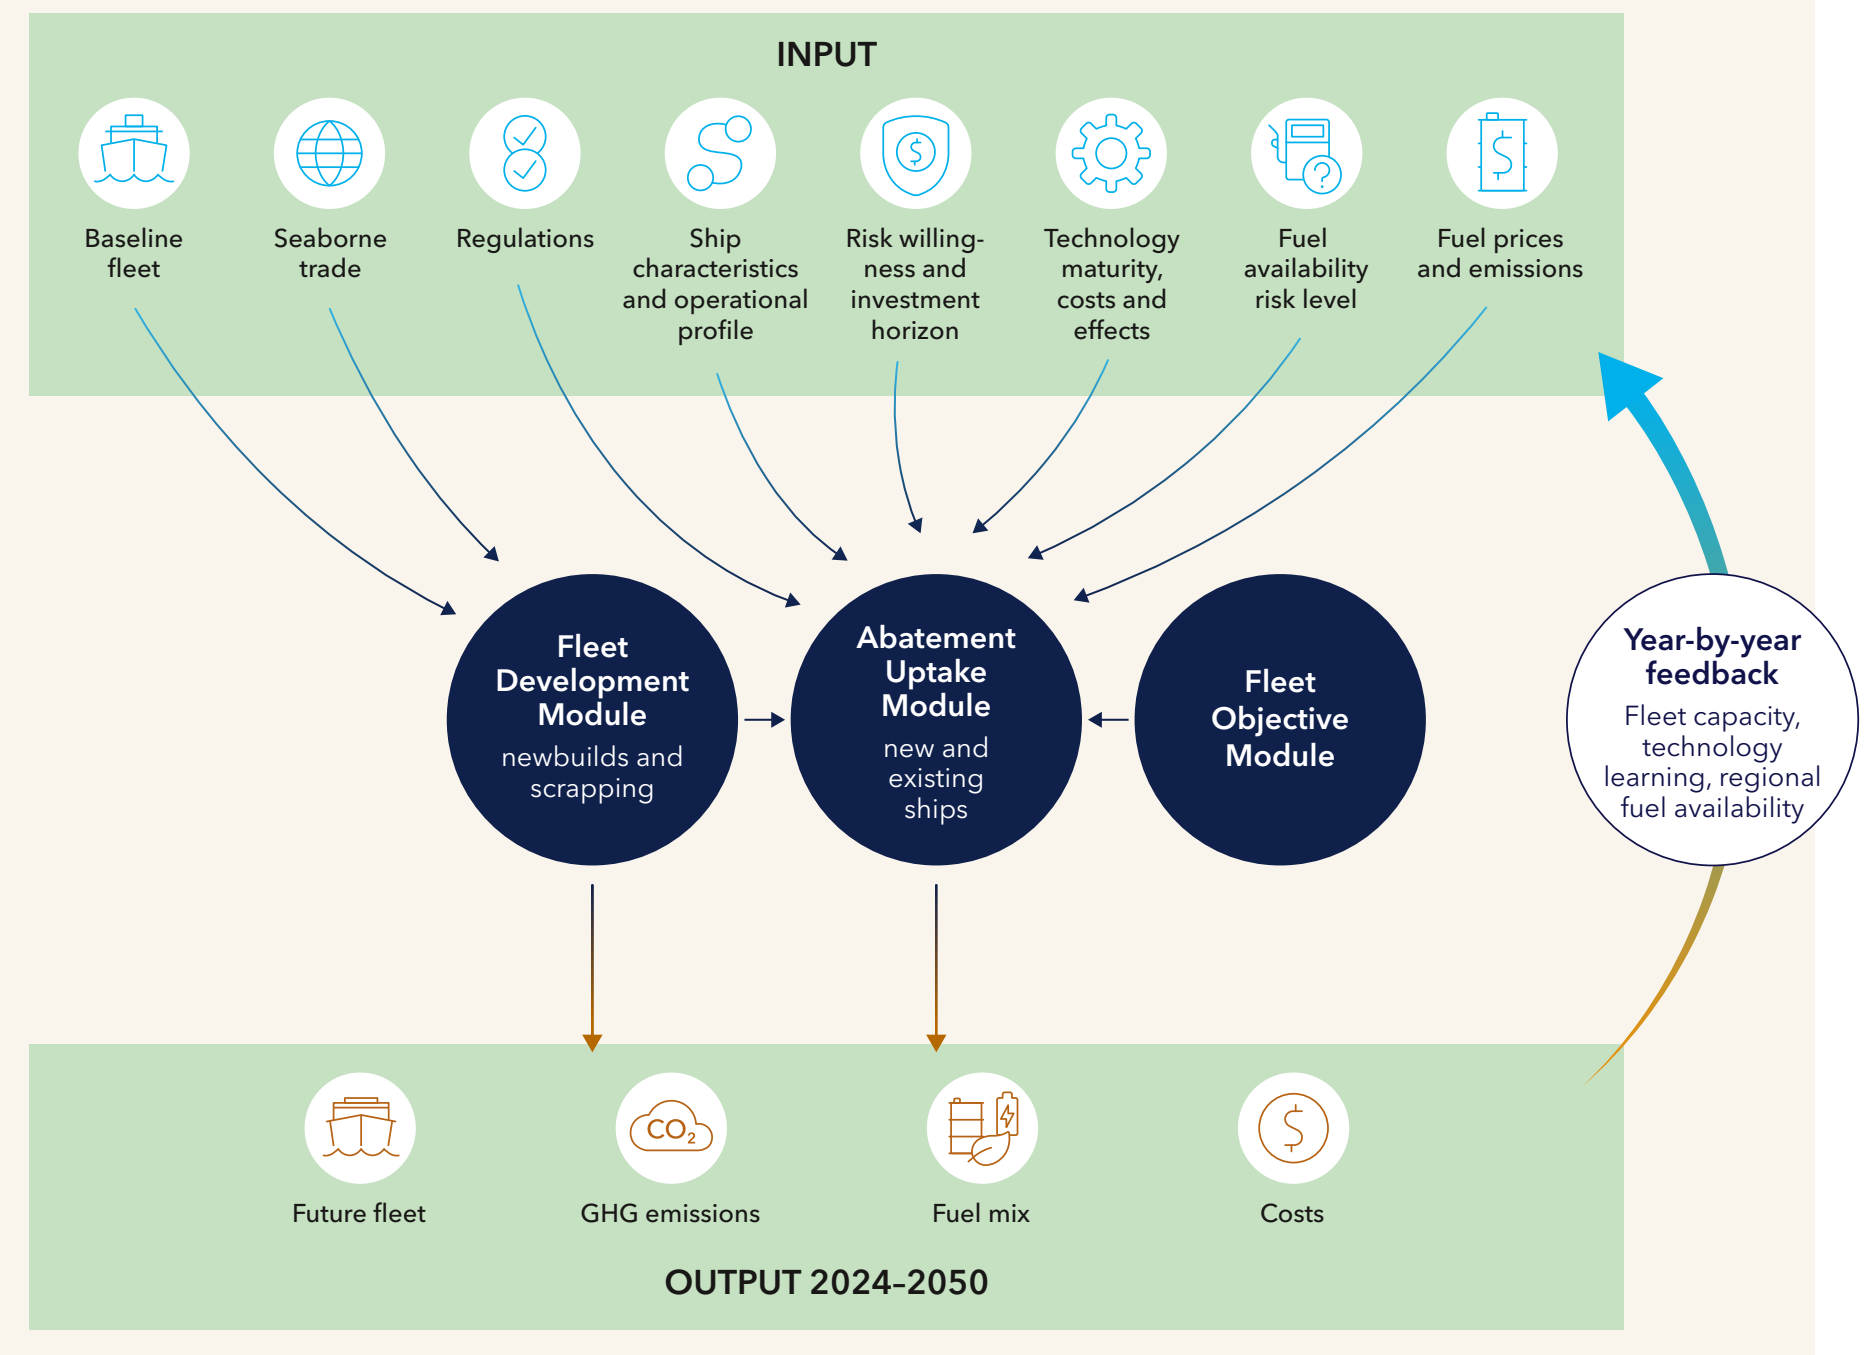 INPUT
Baseline
fleet
Seaborne
trade
Regulations
Ship
characteristics
and operational
profile
Risk willing-
ness and
investment
horizon
Technology
maturity,
costs and
effects
Fuel
availability
risk level
Fuel prices
and emissions
Fleet
Development
Module
newbuilds and
scrapping
Abatement
Uptake
Module
new and
existing
ships
Fleet
Objective
Module
Year-by-year
feedback
Fleet capacity,
technology
learning, regional
fuel availability
CO₂
Future fleet
GHG emissions
Fuel mix
Costs
OUTPUT 2024–2050